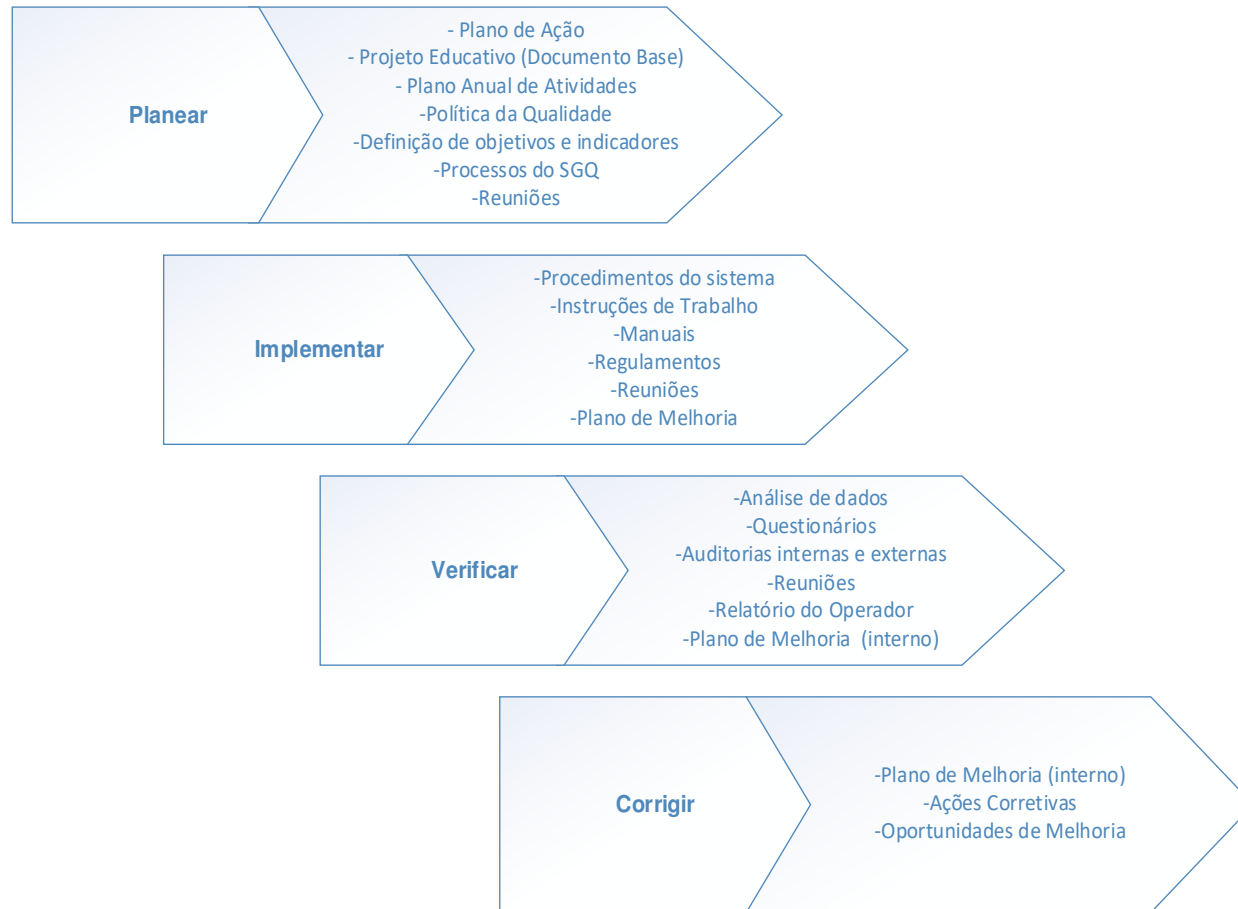 Planear
- Plano de Ação
- Projeto Educativo (Documento Base)
- Plano Anual de Atividades
-Política da Qualidade
-Definição de objetivos e indicadores
-Processos do SGQ
-Reuniões
Implementar
-Procedimentos do sistema
-Instruções de Trabalho
-Manuais
-Regulamentos
-Reuniões
-Plano de Melhoria
Verificar
-Análise de dados
-Questionários
-Auditorias internas e externas
-Reuniões
-Relatório do Operador
-Plano de Melhoria (interno)
Corrigir
-Plano de Melhoria (interno)
-Ações Corretivas
-Oportunidades de Melhoria